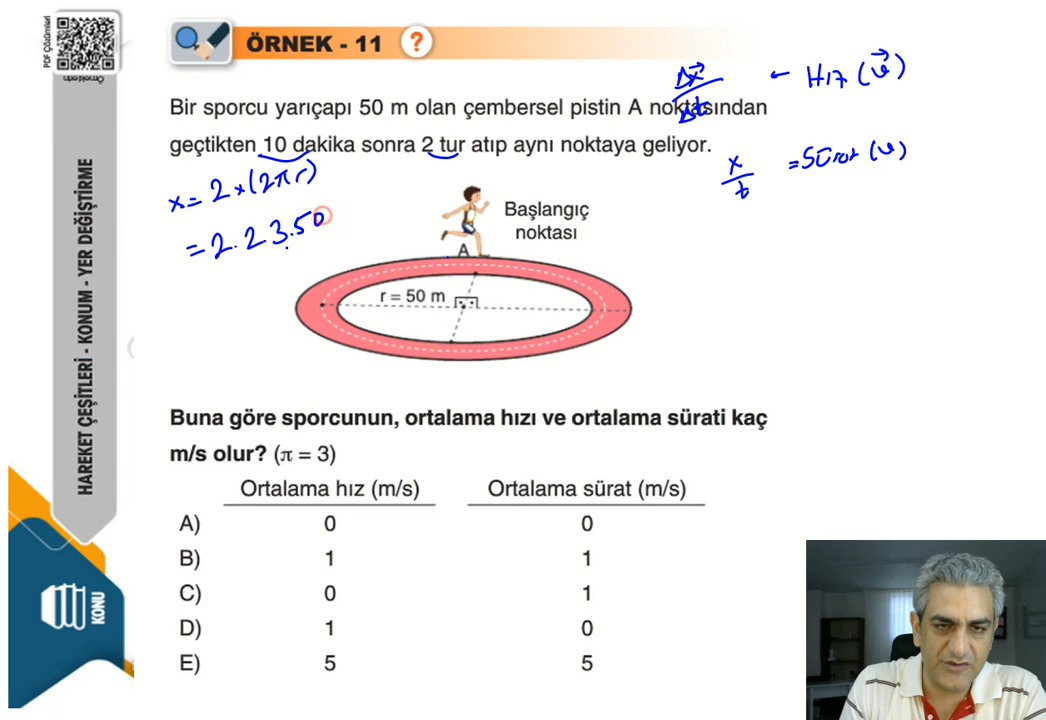 PDF Çözümleri
Örneklerin
ÖRNEK - 11 ?
Δx⃗ / Δt ← Hız (v⃗)
Bir sporcu yarıçapı 50 m olan çembersel pistin A noktasından
geçtikten 10 dakika sonra 2 tur atıp aynı noktaya geliyor.
x / t = Sürat (v)
x = 2 x (2πr)
= 2.2.3.50
Başlangıç
noktası
A
r = 50 m
HAREKET ÇEŞİTLERİ - KONUM - YER DEĞİŞTİRME
Buna göre sporcunun, ortalama hızı ve ortalama sürati kaç
m/s olur? (π = 3)
Ortalama hız (m/s) Ortalama sürat (m/s)
A) 0 0
B) 1 1
C) 0 1
D) 1 0
E) 5 5
KONU